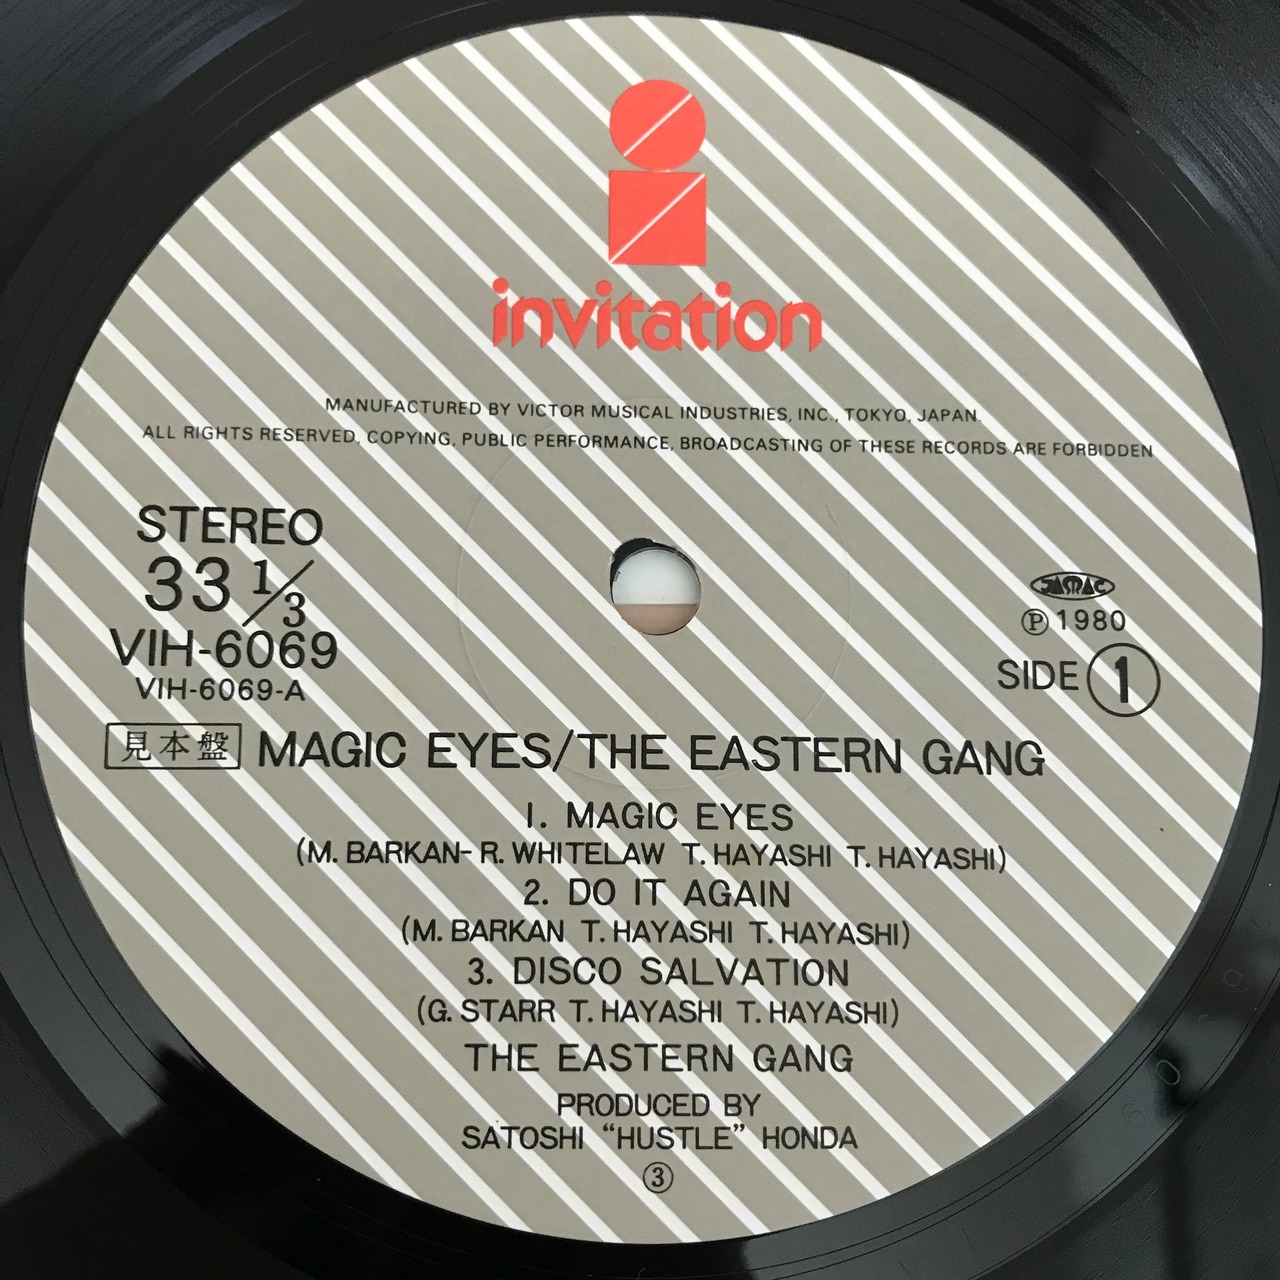 invitation
MANUFACTURED BY VICTOR MUSICAL INDUSTRIES, INC., TOKYO, JAPAN.
ALL RIGHTS RESERVED, COPYING, PUBLIC PERFORMANCE, BROADCASTING OF THESE RECORDS ARE FORBIDDEN
STEREO
33 1/3
VIH-6069
VIH-6069-A
JASRAC
Ⓟ1980
SIDE ①
見本盤 MAGIC EYES/THE EASTERN GANG
1. MAGIC EYES
(M. BARKAN- R. WHITELAW T. HAYASHI T. HAYASHI)
2. DO IT AGAIN
(M. BARKAN T. HAYASHI T. HAYASHI)
3. DISCO SALVATION
(G. STARR T. HAYASHI T. HAYASHI)
THE EASTERN GANG
PRODUCED BY
SATOSHI “HUSTLE” HONDA
③